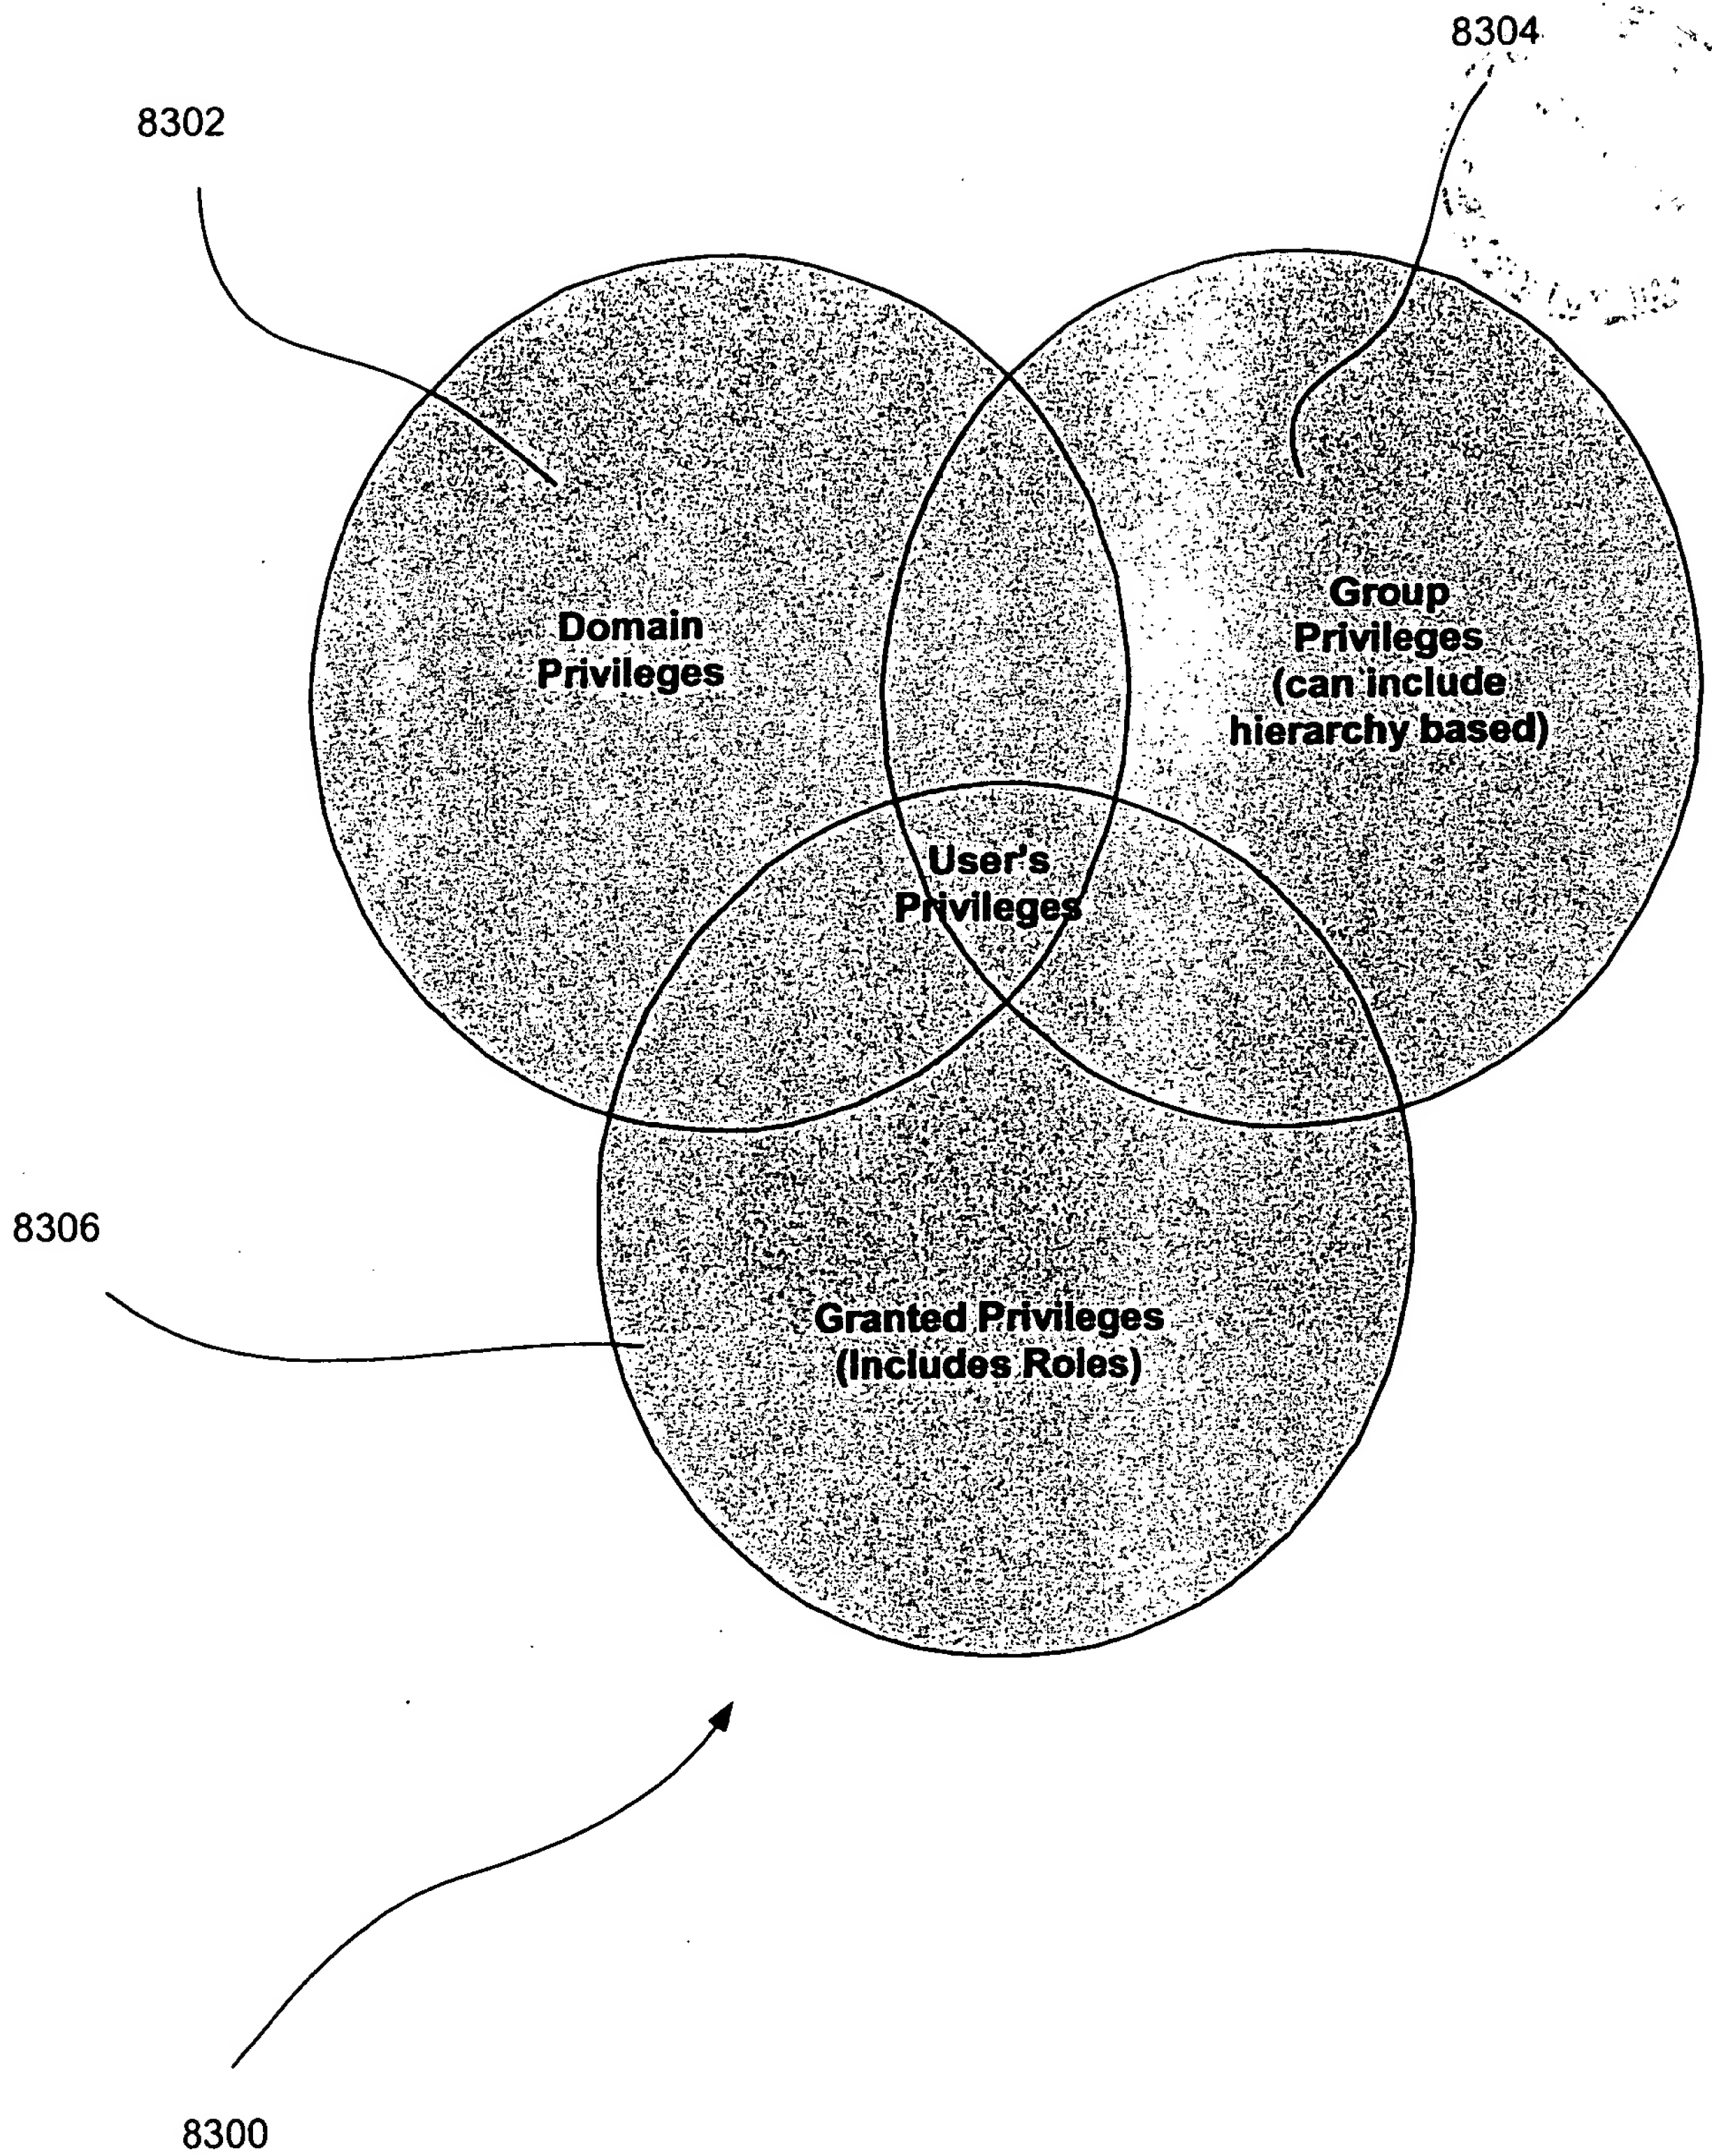 8304
8302
Domain
Privileges
Group
Privileges
(can include
hierarchy based)
User's
Privileges
8306
Granted Privileges
(Includes Roles)
8300